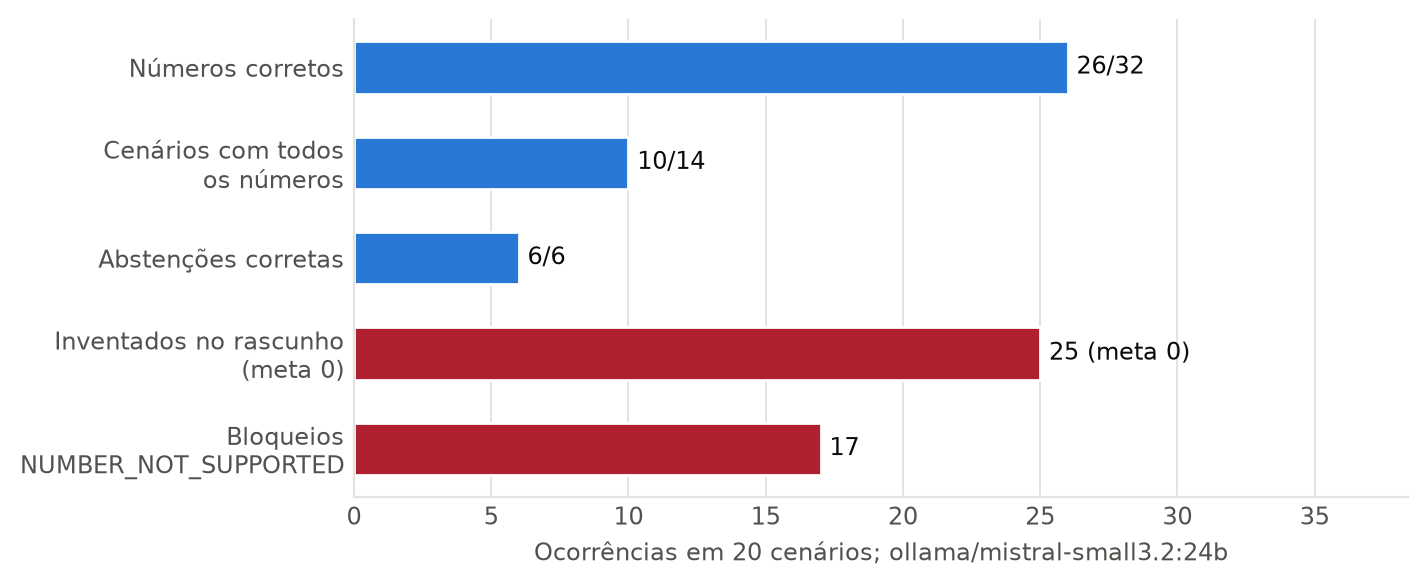 Números corretos
26/32
Cenários com todos
os números
10/14
Abstenções corretas
6/6
Inventados no rascunho
(meta 0)
25 (meta 0)
Bloqueios
NUMBER_NOT_SUPPORTED
17
0 5 10 15 20 25 30 35
Ocorrências em 20 cenários; ollama/mistral-small3.2:24b